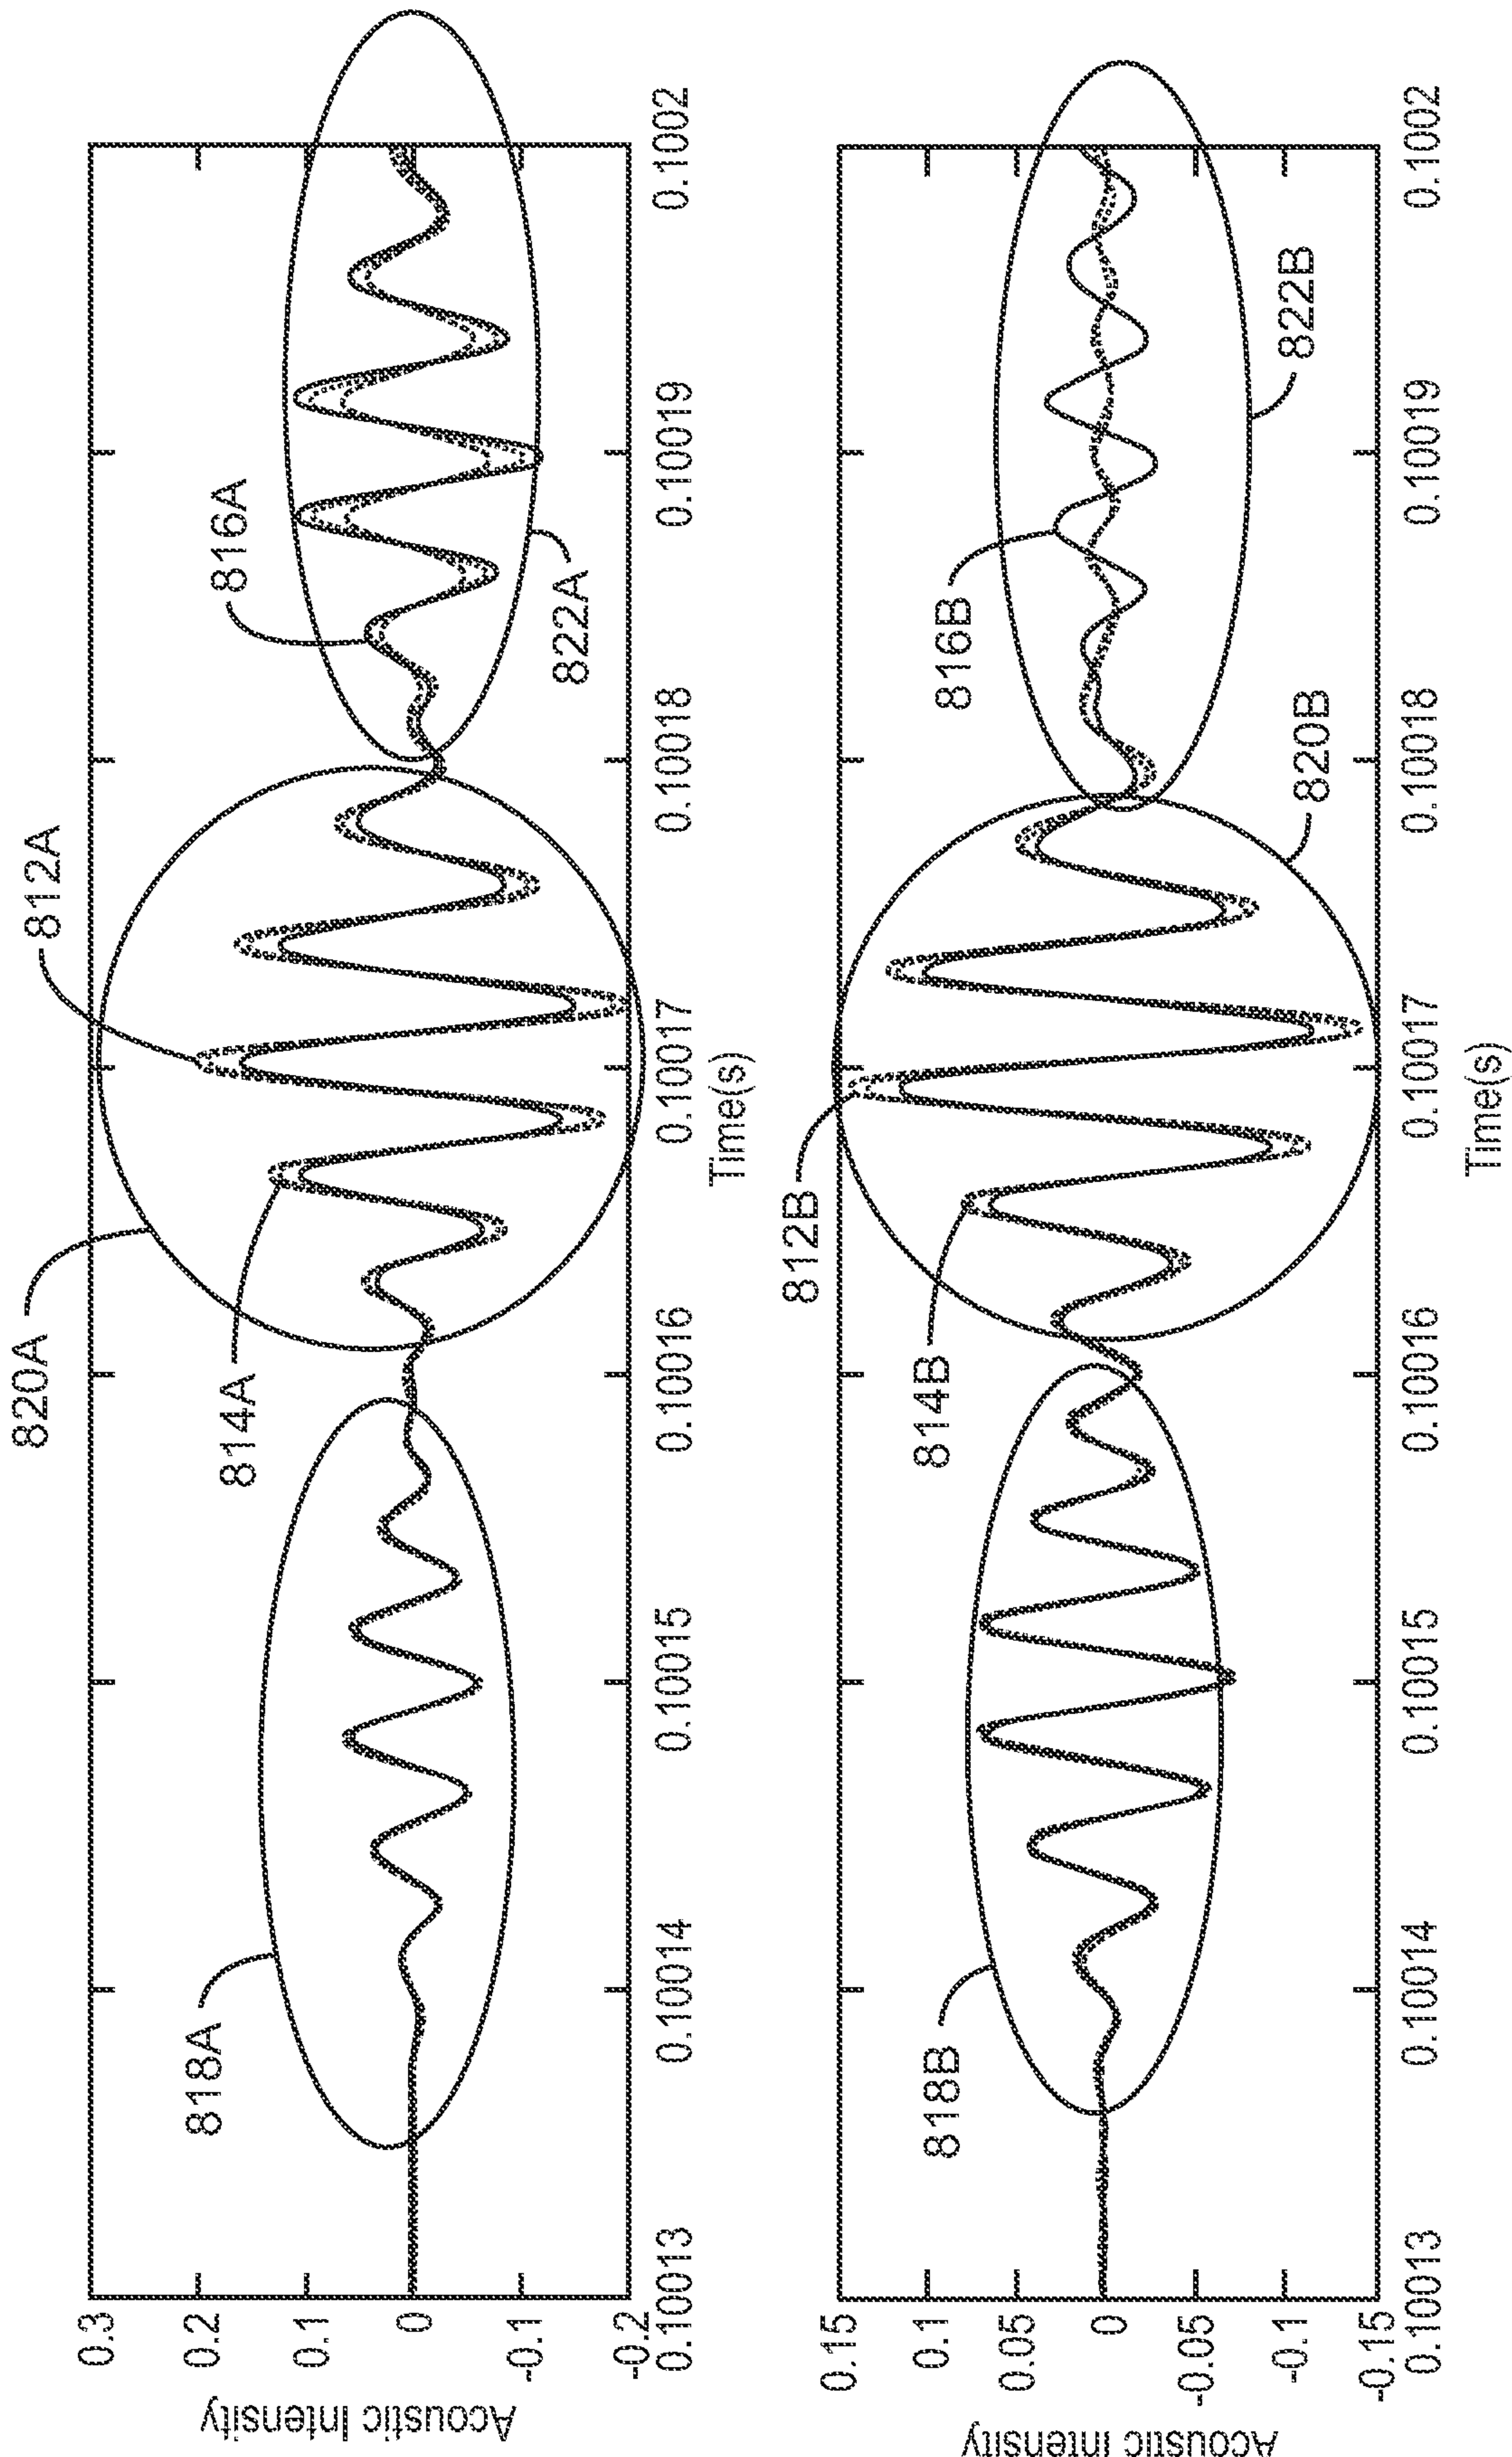 Acoustic Intensity
0.3
0.2
0.1
0
-0.1
-0.2
0.10013
0.10014
0.10015
0.10016
0.10017
0.10018
0.10019
0.1002
Time(s)
818A
820A
814A
812A
816A
822A
Acoustic intensity
0.15
0.1
0.05
0
-0.05
-0.1
-0.15
0.10013
0.10014
0.10015
0.10016
0.10017
0.10018
0.10019
0.1002
Time(s)
818B
814B
812B
820B
816B
822B